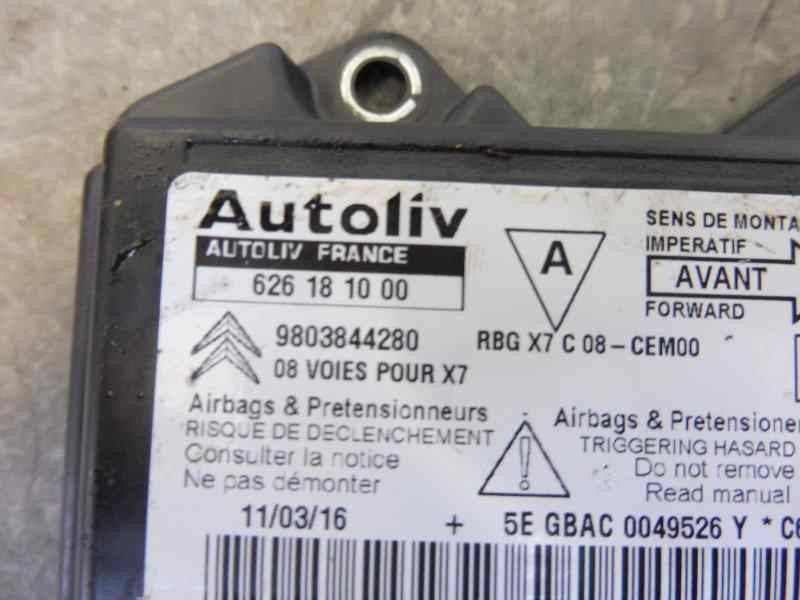 Autoliv
AUTOLIV FRANCE
626 18 10 00
A
SENS DE MONTA
IMPERATIF
AVANT
FORWARD
9803844280
RBG X7 C 08-CEM00
08 VOIES POUR X7
Airbags & Pretensionneurs
RISQUE DE DECLENCHEMENT
Consulter la notice
Ne pas démonter
!
Airbags & Pretensioner
TRIGGERING HASARD
Do not remove
Read manual
11/03/16 + 5E GBAC 0049526 Y * C6